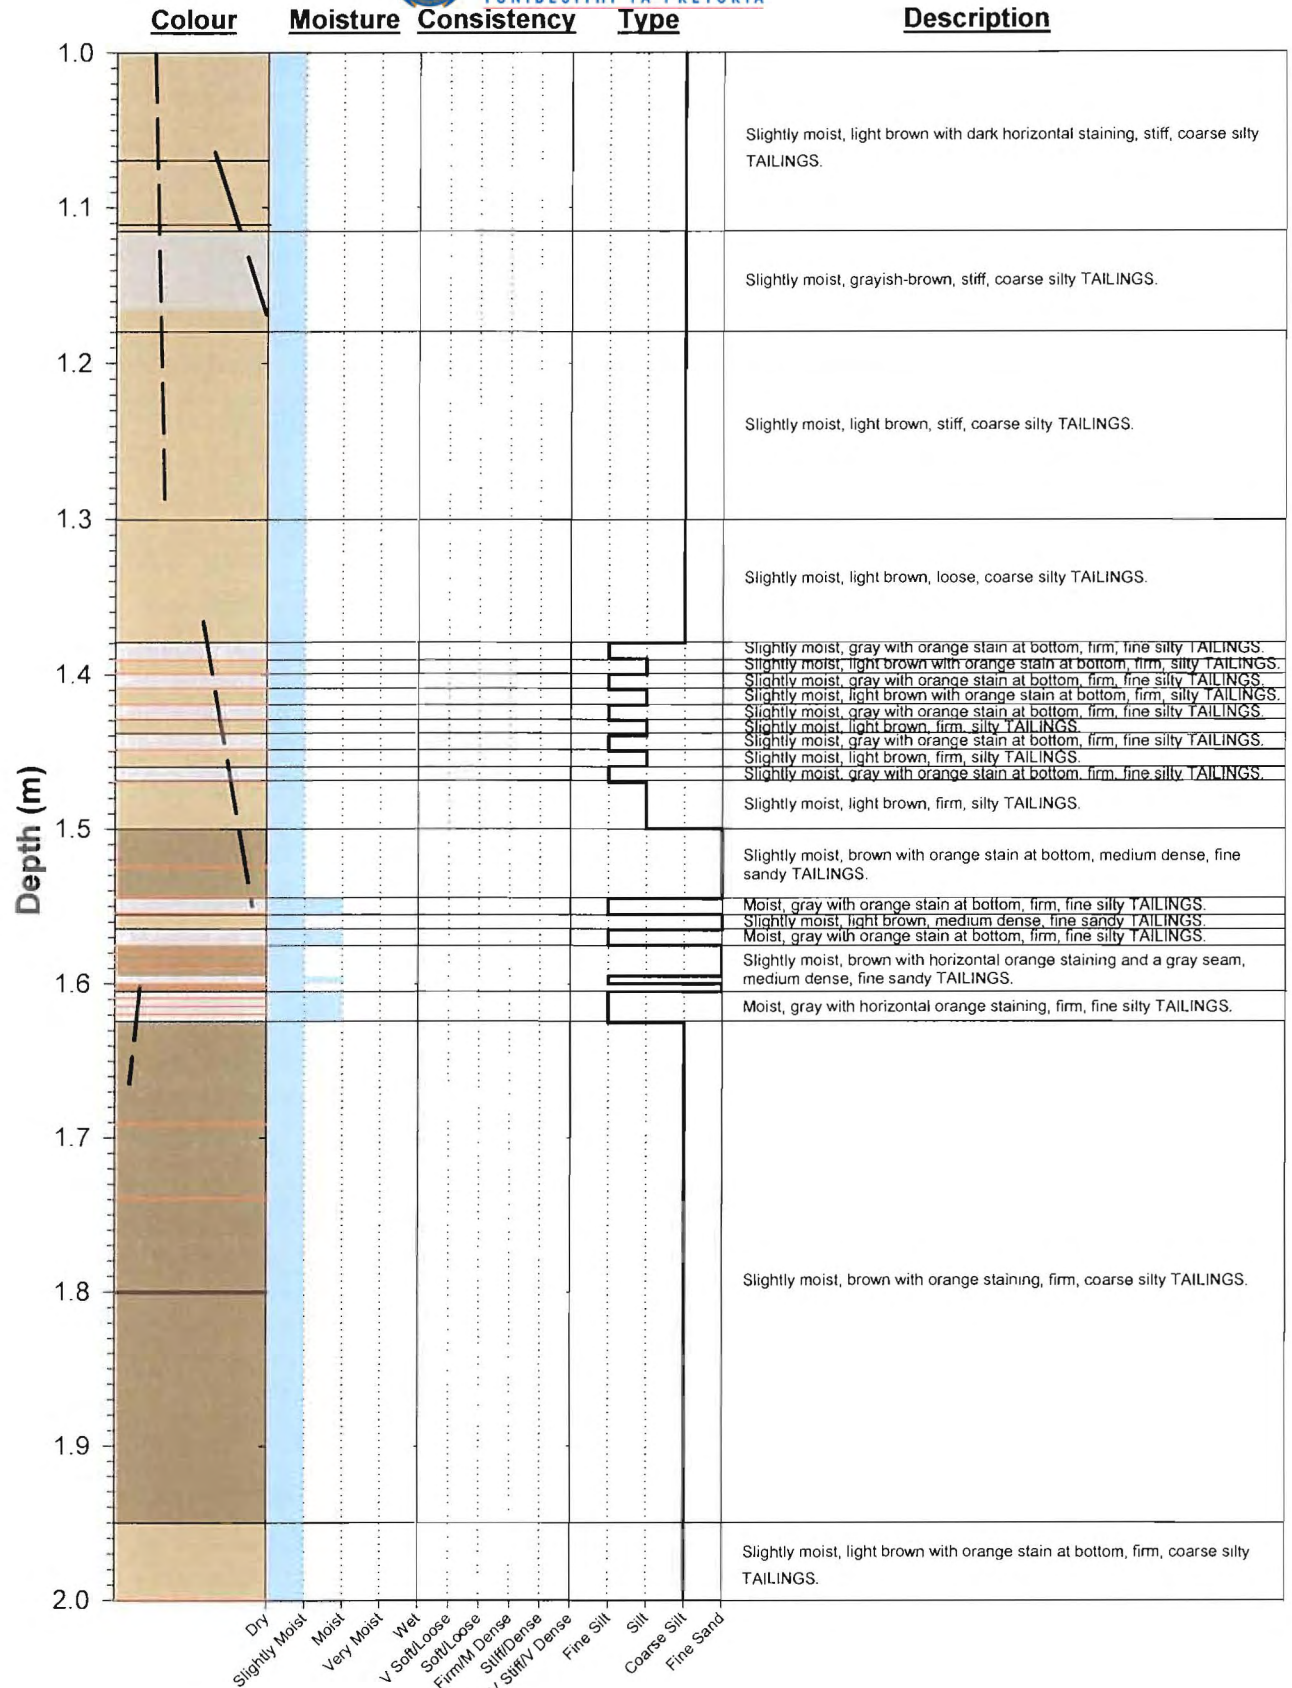 YUNIBESITHI YA PRETORIA
Colour Moisture Consistency Type Description
1.0
Slightly moist, light brown with dark horizontal staining, stiff, coarse silty
TAILINGS.
1.1
Slightly moist, grayish-brown, stiff, coarse silty TAILINGS.
1.2
Slightly moist, light brown, stiff, coarse silty TAILINGS.
1.3
Slightly moist, light brown, loose, coarse silty TAILINGS.
Slightly moist, gray with orange stain at bottom, firm, fine silty TAILINGS.
Slightly moist, light brown with orange stain at bottom, firm, silty TAILINGS.
1.4
Slightly moist, gray with orange stain at bottom, firm, fine silty TAILINGS.
Slightly moist, light brown with orange stain at bottom, firm, silty TAILINGS.
Slightly moist, gray with orange stain at bottom, firm, fine silty TAILINGS.
Slightly moist, light brown, firm, silty TAILINGS.
Slightly moist, gray with orange stain at bottom, firm, fine silty TAILINGS.
Slightly moist, light brown, firm, silty TAILINGS.
Slightly moist, gray with orange stain at bottom, firm, fine silty TAILINGS.
Slightly moist, light brown, firm, silty TAILINGS.
Depth (m)
1.5
Slightly moist, brown with orange stain at bottom, medium dense, fine
sandy TAILINGS.
Moist, gray with orange stain at bottom, firm, fine silty TAILINGS.
Slightly moist, light brown, medium dense, fine sandy TAILINGS.
Moist, gray with orange stain at bottom, firm, fine silty TAILINGS.
Slightly moist, brown with horizontal orange staining and a gray seam,
medium dense, fine sandy TAILINGS.
1.6
Moist, gray with horizontal orange staining, firm, fine silty TAILINGS.
1.7
Slightly moist, brown with orange staining, firm, coarse silty TAILINGS.
1.8
1.9
Slightly moist, light brown with orange stain at bottom, firm, coarse silty
TAILINGS.
2.0
Dry
Slightly Moist
Moist
Very Moist
Wet
V Soft/Loose
Soft/Loose
Firm/M Dense
Stiff/Dense
Stiff/V Dense
Fine Silt
Silt
Coarse Silt
Fine Sand